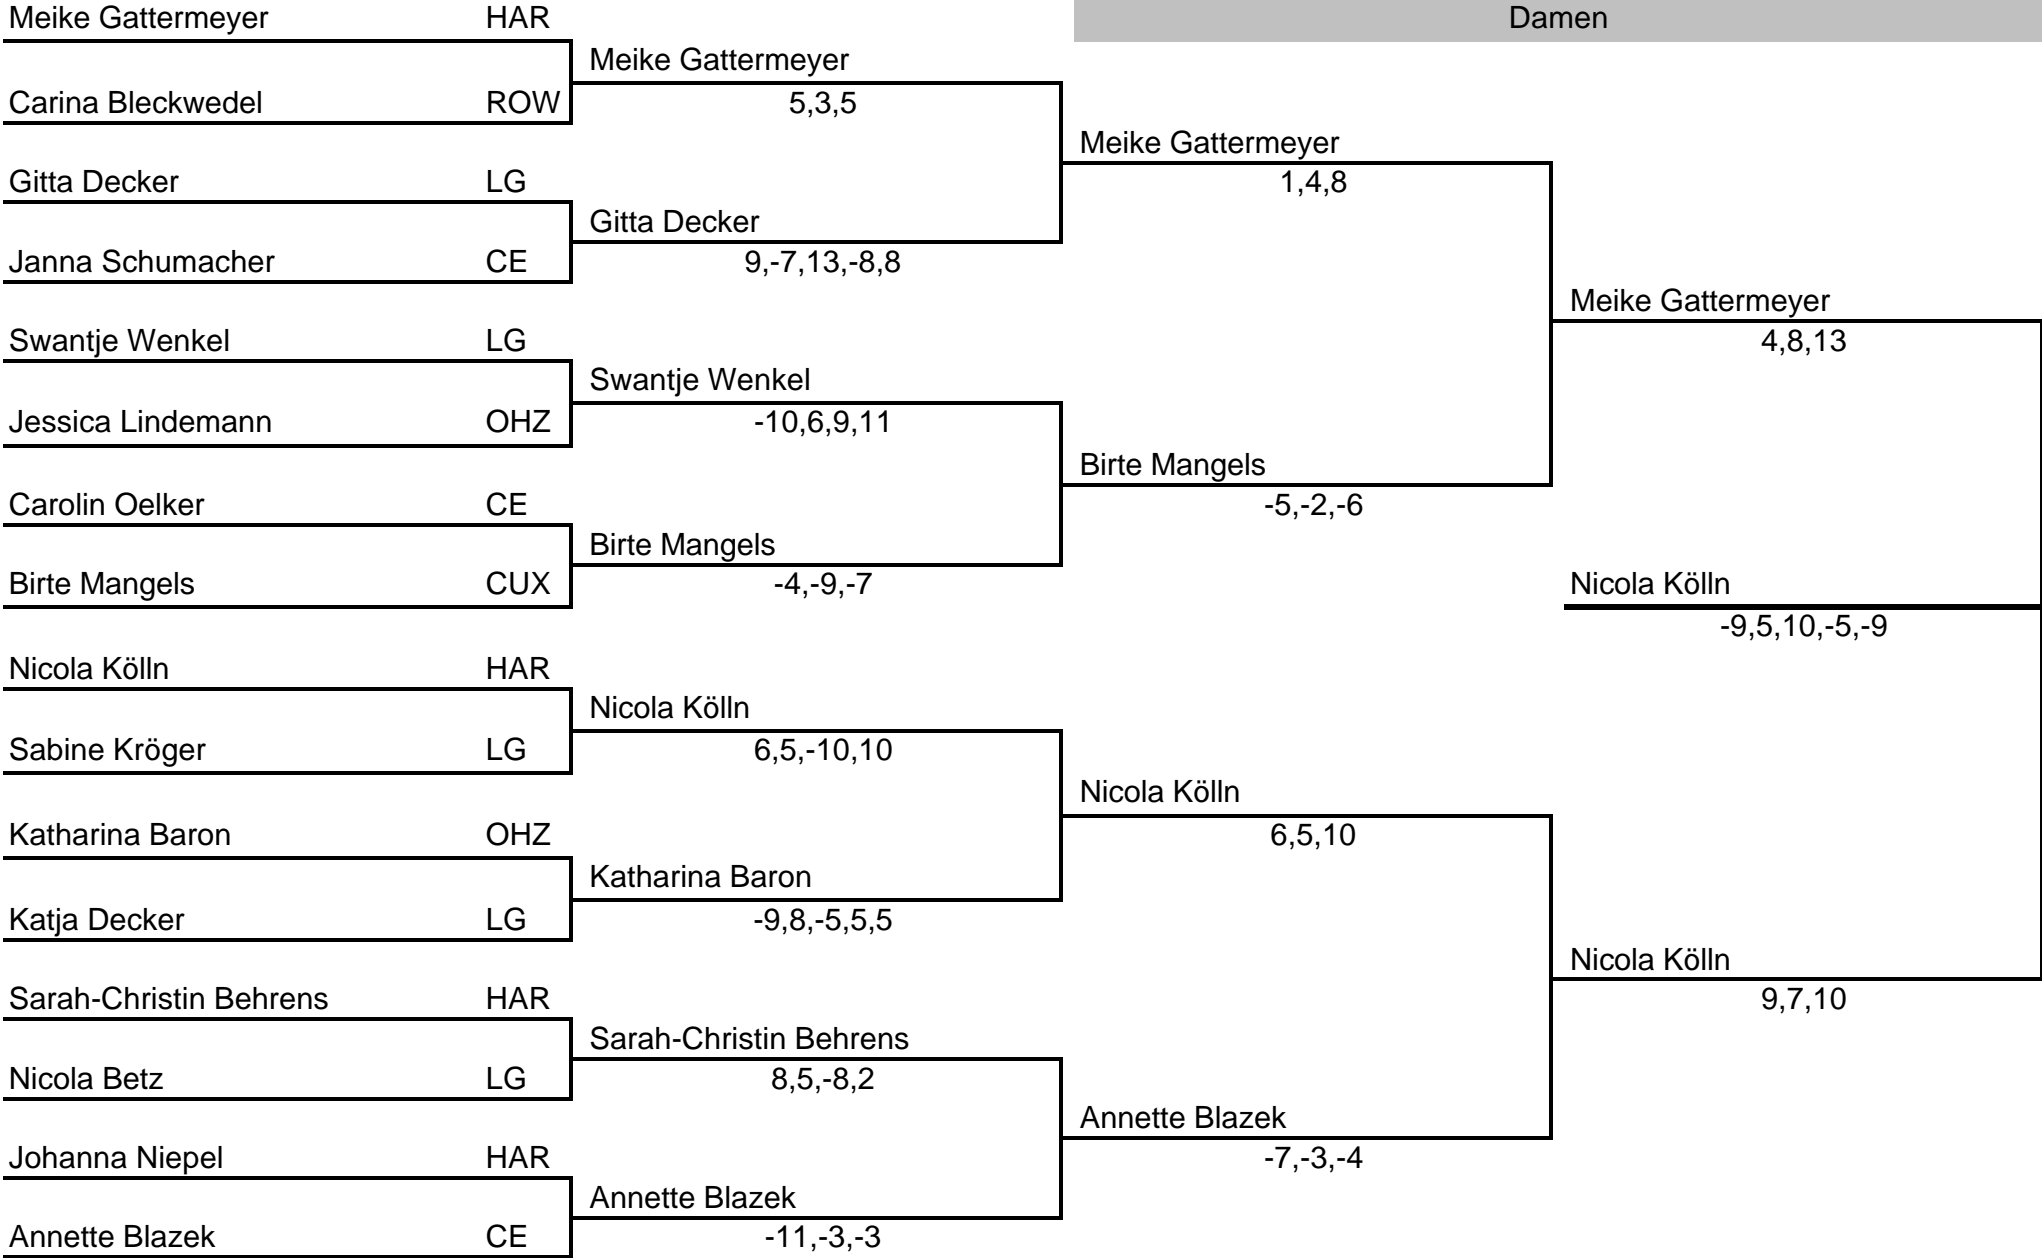 Meike Gattermeyer HAR
Damen
Meike Gattermeyer
Carina Bleckwedel ROW
5,3,5
Meike Gattermeyer
Gitta Decker LG
1,4,8
Gitta Decker
Janna Schumacher CE
9,-7,13,-8,8
Meike Gattermeyer
Swantje Wenkel LG
4,8,13
Swantje Wenkel
Jessica Lindemann OHZ
-10,6,9,11
Birte Mangels
Carolin Oelker CE
-5,-2,-6
Birte Mangels
Birte Mangels CUX
-4,-9,-7
Nicola Kölln
-9,5,10,-5,-9
Nicola Kölln HAR
Nicola Kölln
Sabine Kröger LG
6,5,-10,10
Nicola Kölln
Katharina Baron OHZ
6,5,10
Katharina Baron
Katja Decker LG
-9,8,-5,5,5
Nicola Kölln
Sarah-Christin Behrens HAR
9,7,10
Sarah-Christin Behrens
Nicola Betz LG
8,5,-8,2
Annette Blazek
Johanna Niepel HAR
-7,-3,-4
Annette Blazek
Annette Blazek CE
-11,-3,-3